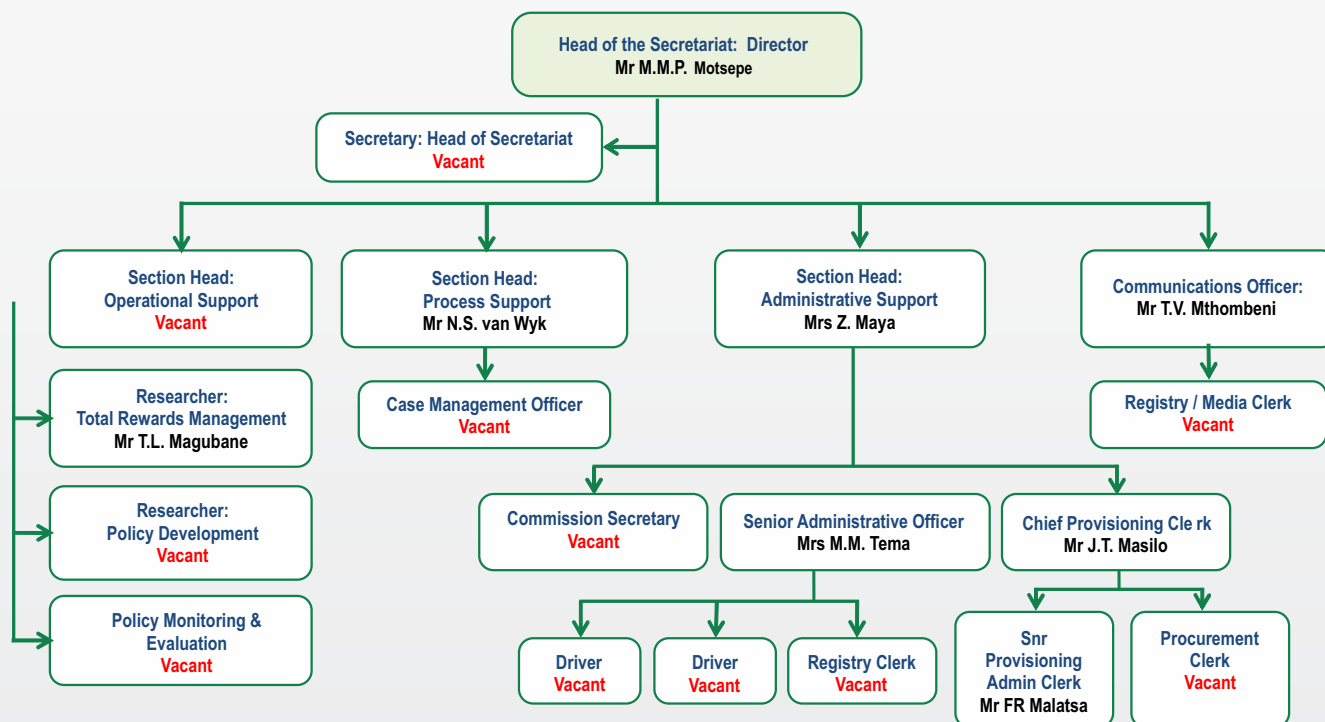 Head of the Secretariat: Director
Mr M.M.P. Motsepe
Secretary: Head of Secretariat
Vacant
Section Head:
Operational Support
Vacant
Section Head:
Process Support
Mr N.S. van Wyk
Section Head:
Administrative Support
Mrs Z. Maya
Communications Officer:
Mr T.V. Mthombeni
Researcher:
Total Rewards Management
Mr T.L. Magubane
Case Management Officer
Vacant
Registry / Media Clerk
Vacant
Researcher:
Policy Development
Vacant
Commission Secretary
Vacant
Senior Administrative Officer
Mrs M.M. Tema
Chief Provisioning Cle rk
Mr J.T. Masilo
Policy Monitoring &
Evaluation
Vacant
Driver
Vacant
Driver
Vacant
Registry Clerk
Vacant
Snr
Provisioning
Admin Clerk
Mr FR Malatsa
Procurement
Clerk
Vacant